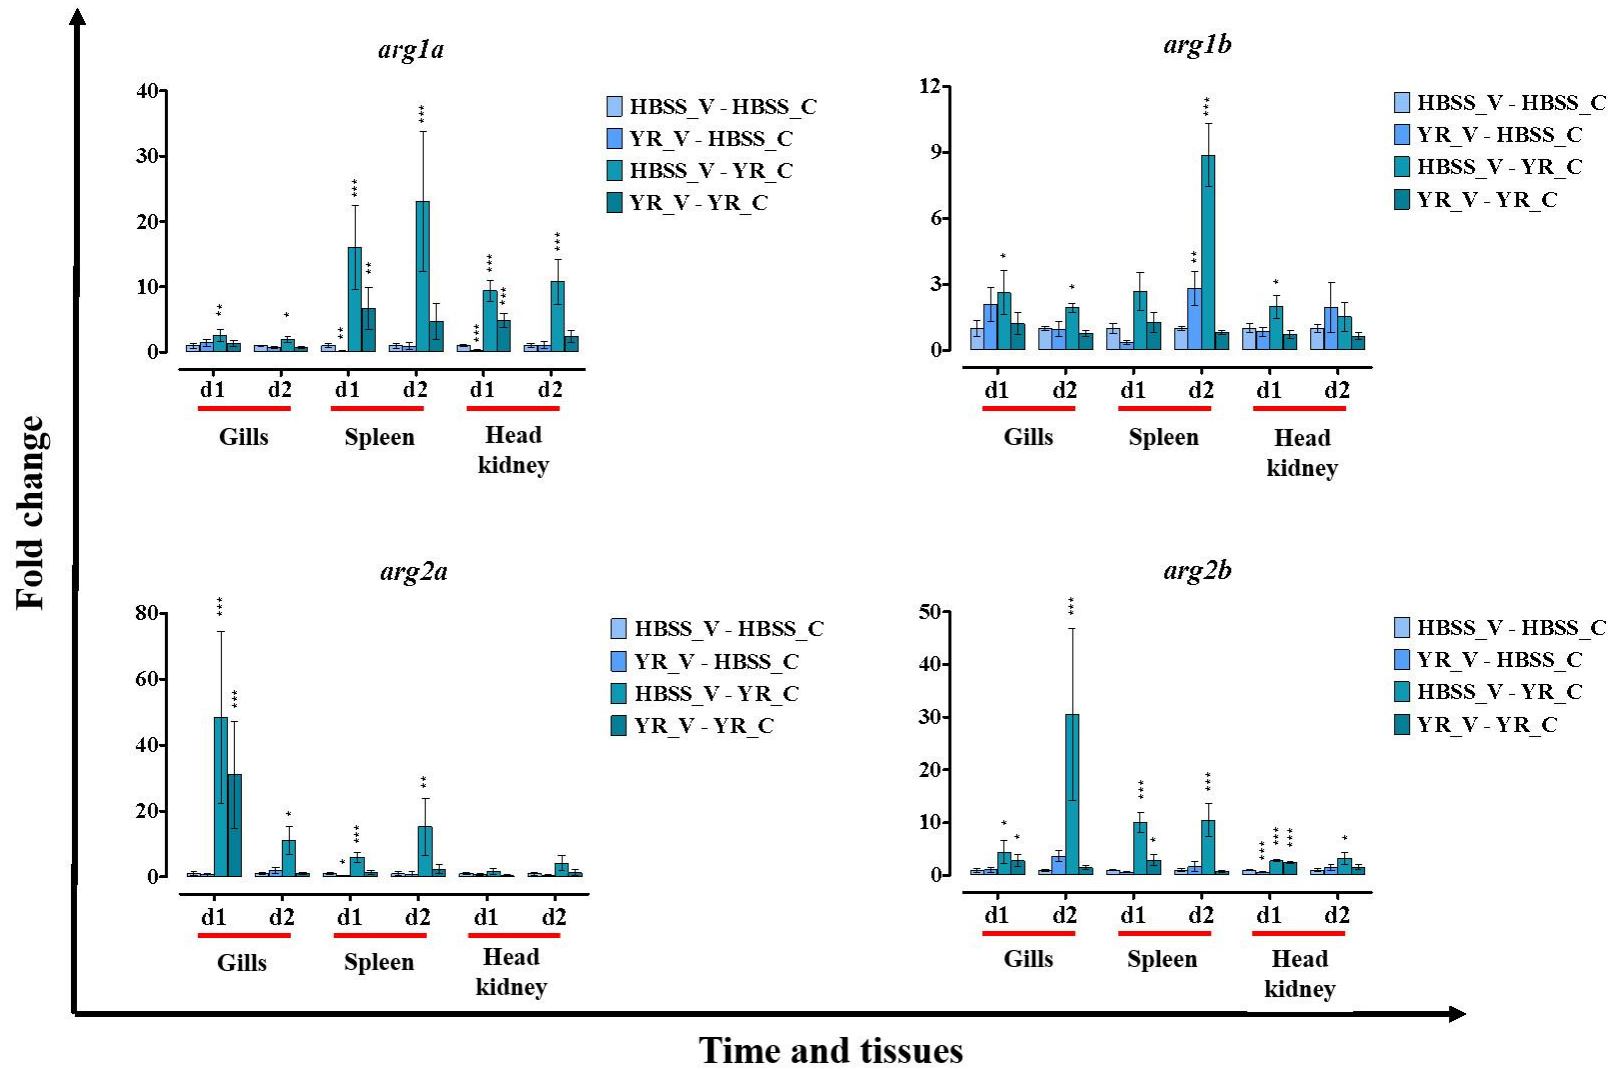 arg1a
40
30
20
10
0
** * ** *** ** *** *** *** *** ***
d1 d2 d1 d2 d1 d2
Gills Spleen Head
kidney
HBSS_V - HBSS_C
YR_V - HBSS_C
HBSS_V - YR_C
YR_V - YR_C
arg1b
12
9
6
3
0
* * ** *** *
d1 d2 d1 d2 d1 d2
Gills Spleen Head
kidney
HBSS_V - HBSS_C
YR_V - HBSS_C
HBSS_V - YR_C
YR_V - YR_C
Fold change
arg2a
80
60
40
20
0
*** *** * * *** **
d1 d2 d1 d2 d1 d2
Gills Spleen Head
kidney
HBSS_V - HBSS_C
YR_V - HBSS_C
HBSS_V - YR_C
YR_V - YR_C
arg2b
50
40
30
20
10
0
* * *** *** * *** *** *** *** *
d1 d2 d1 d2 d1 d2
Gills Spleen Head
kidney
HBSS_V - HBSS_C
YR_V - HBSS_C
HBSS_V - YR_C
YR_V - YR_C
Time and tissues